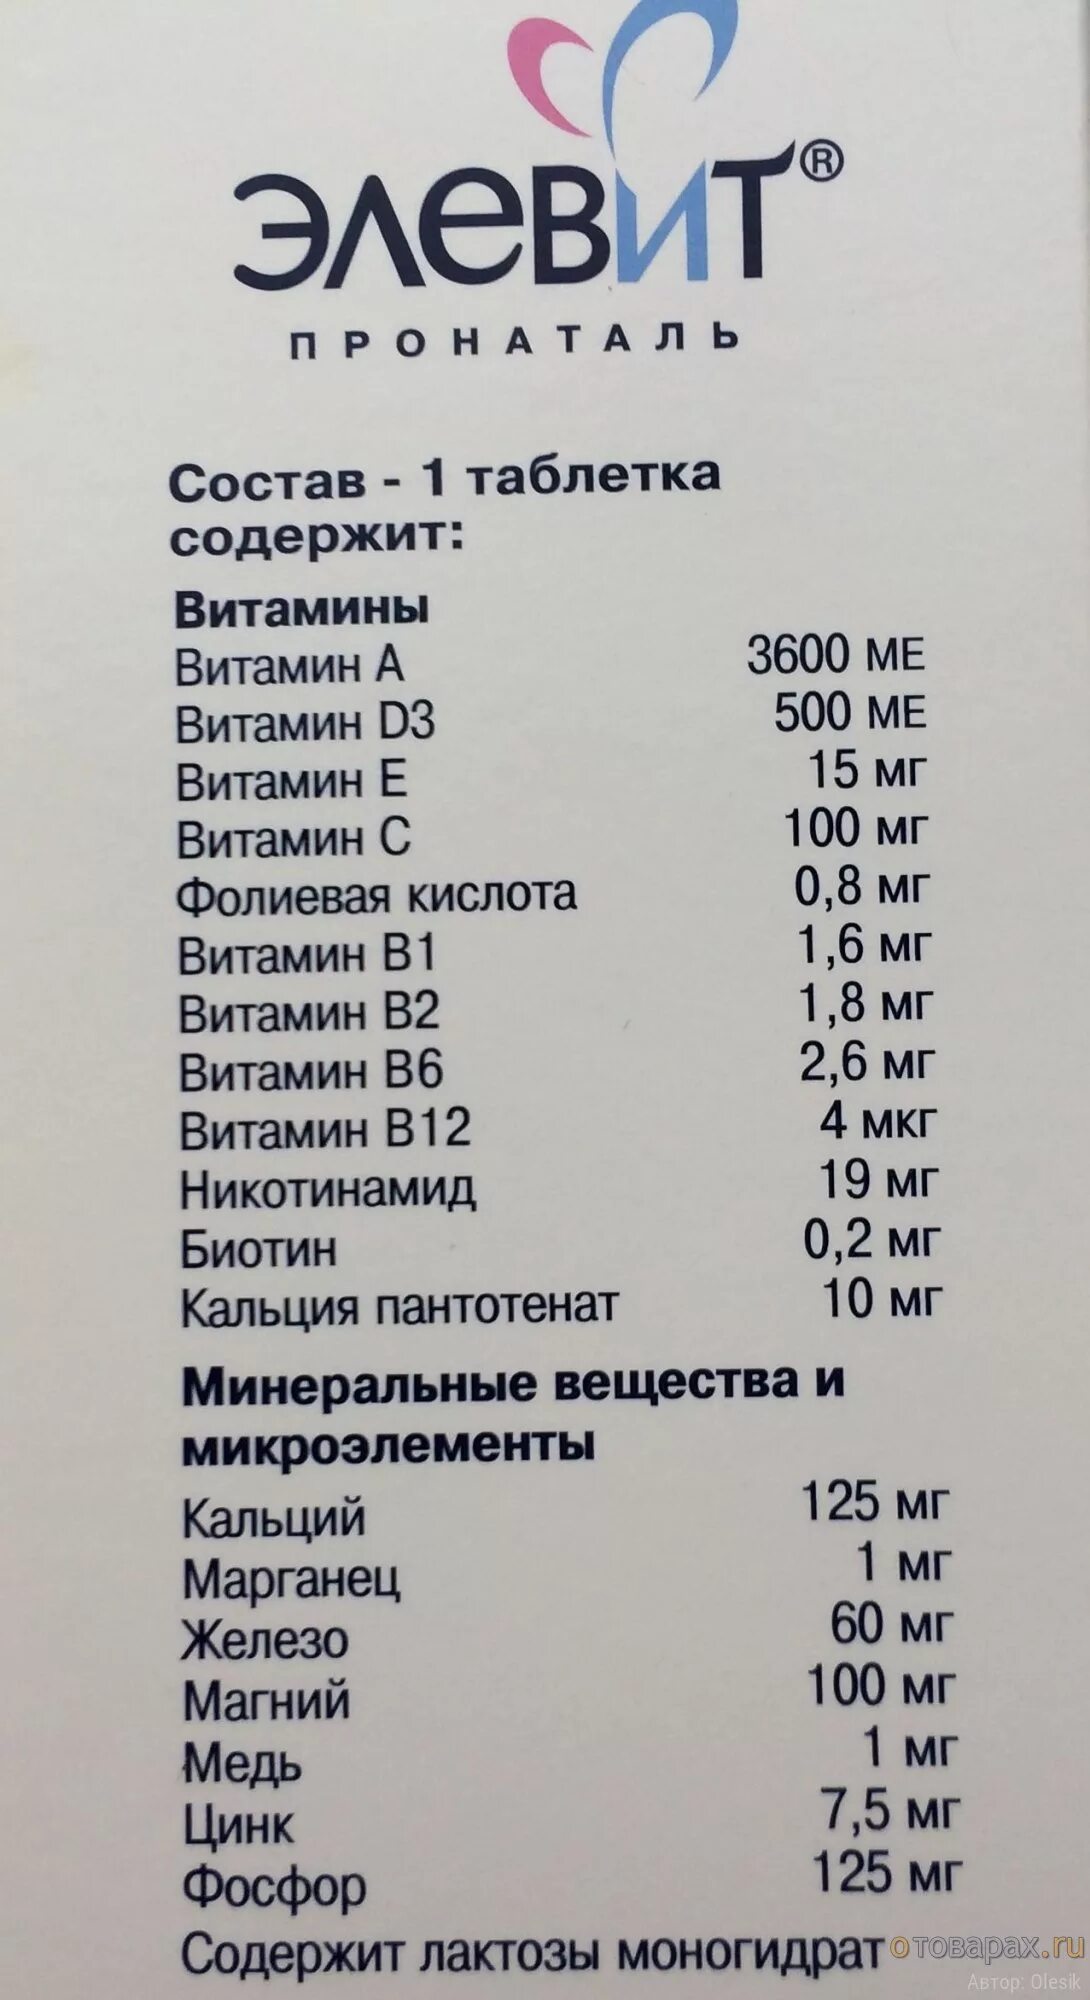 ЭЛЕВИТ®
ПРОНАТАЛЬ
Состав - 1 таблетка
содержит:
Витамины
Витамин А 3600 МЕ
Витамин D3 500 МЕ
Витамин Е 15 мг
Витамин С 100 мг
Фолиевая кислота 0,8 мг
Витамин В1 1,6 мг
Витамин В2 1,8 мг
Витамин В6 2,6 мг
Витамин В12 4 мкг
Никотинамид 19 мг
Биотин 0,2 мг
Кальция пантотенат 10 мг
Минеральные вещества и
микроэлементы
Кальций 125 мг
Марганец 1 мг
Железо 60 мг
Магний 100 мг
Медь 1 мг
Цинк 7,5 мг
Фосфор 125 мг
Содержит лактозы моногидрат
отоварах.ru
Автор: Olesik